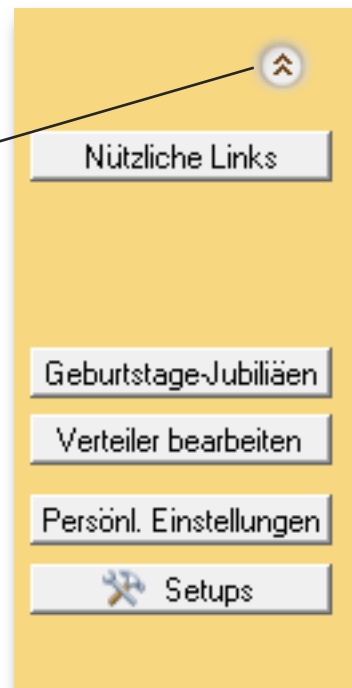 Nützliche Links
Geburtstage-Jubiliäen
Verteiler bearbeiten
Persönl. Einstellungen
Setups